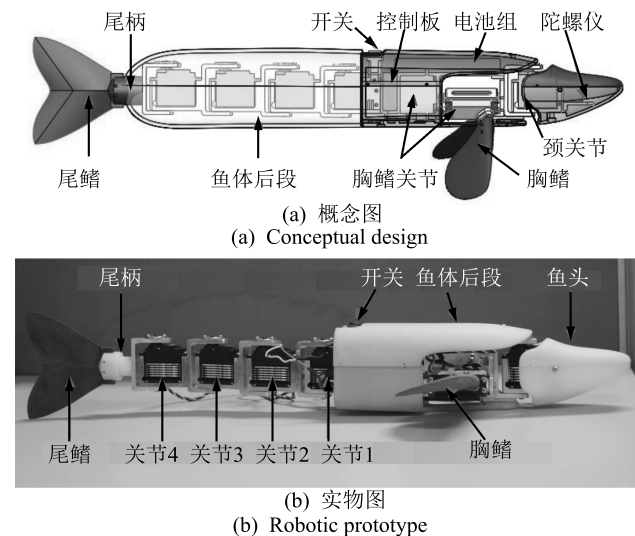 尾柄 开关 控制板 电池组 陀螺仪
颈关节
尾鳍 鱼体后段 胸鳍关节 胸鳍
(a) 概念图
(a) Conceptual design
尾柄 开关 鱼体后段 鱼头
尾鳍 关节4 关节3 关节2 关节1 胸鳍
(b) 实物图
(b) Robotic prototype